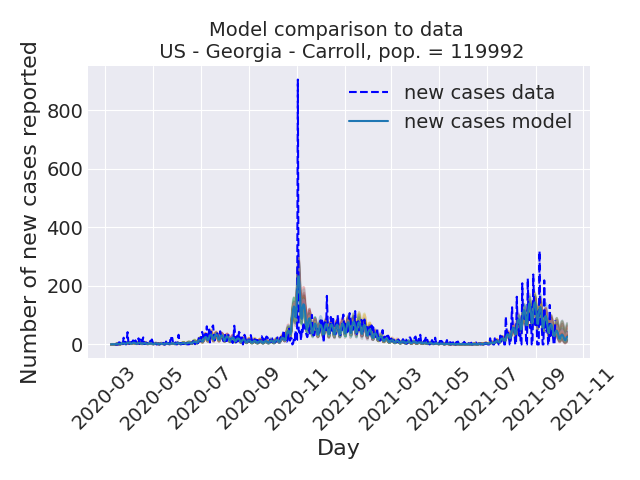 Model comparison to data
US - Georgia - Carroll, pop. = 119992
Number of new cases reported
800
600
400
200
0
new cases data
new cases model
2020-03
2020-05
2020-07
2020-09
2020-11
2021-01
2021-03
2021-05
2021-07
2021-09
2021-11
Day